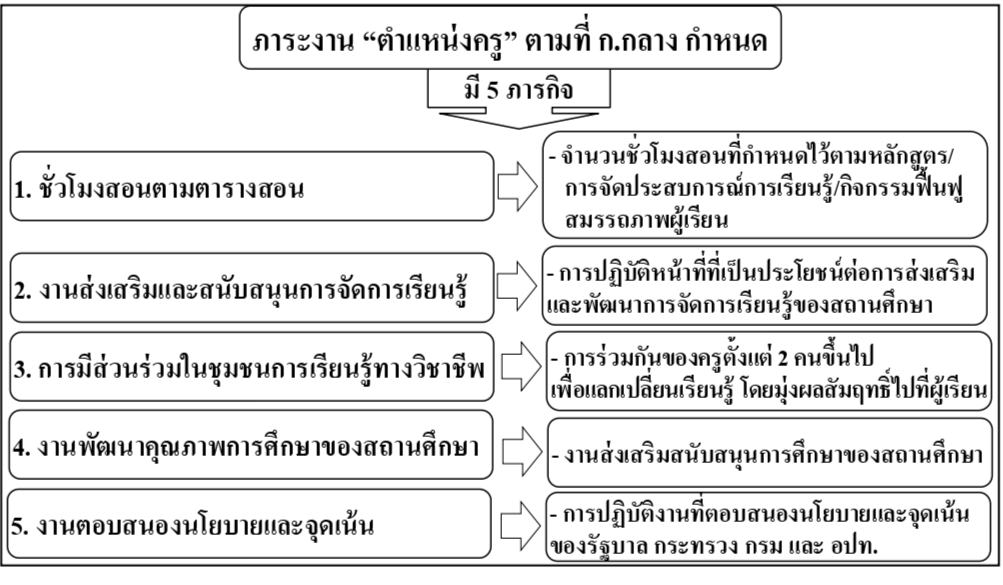 ภาระงาน “ตำแหน่งครู” ตามที่ ก.กลาง กำหนด
มี 5 ภารกิจ
1. ชั่วโมงสอนตามตารางสอน
- จำนวนชั่วโมงสอนที่กำหนดไว้ตามหลักสูตร/
การจัดประสบการณ์การเรียนรู้/กิจกรรมฟื้นฟู
สมรรถภาพผู้เรียน
2. งานส่งเสริมและสนับสนุนการจัดการเรียนรู้
- การปฏิบัติหน้าที่ที่เป็นประโยชน์ต่อการส่งเสริม
และพัฒนาการจัดการเรียนรู้ของสถานศึกษา
3. การมีส่วนร่วมในชุมชนการเรียนรู้ทางวิชาชีพ
- การร่วมกันของครูตั้งแต่ 2 คนขึ้นไป
เพื่อแลกเปลี่ยนเรียนรู้ โดยมุ่งผลสัมฤทธิ์ไปที่ผู้เรียน
4. งานพัฒนาคุณภาพการศึกษาของสถานศึกษา
- งานส่งเสริมสนับสนุนการศึกษาของสถานศึกษา
5. งานตอบสนองนโยบายและจุดเน้น
- การปฏิบัติงานที่ตอบสนองนโยบายและจุดเน้น
ของรัฐบาล กระทรวง กรม และ อปท.